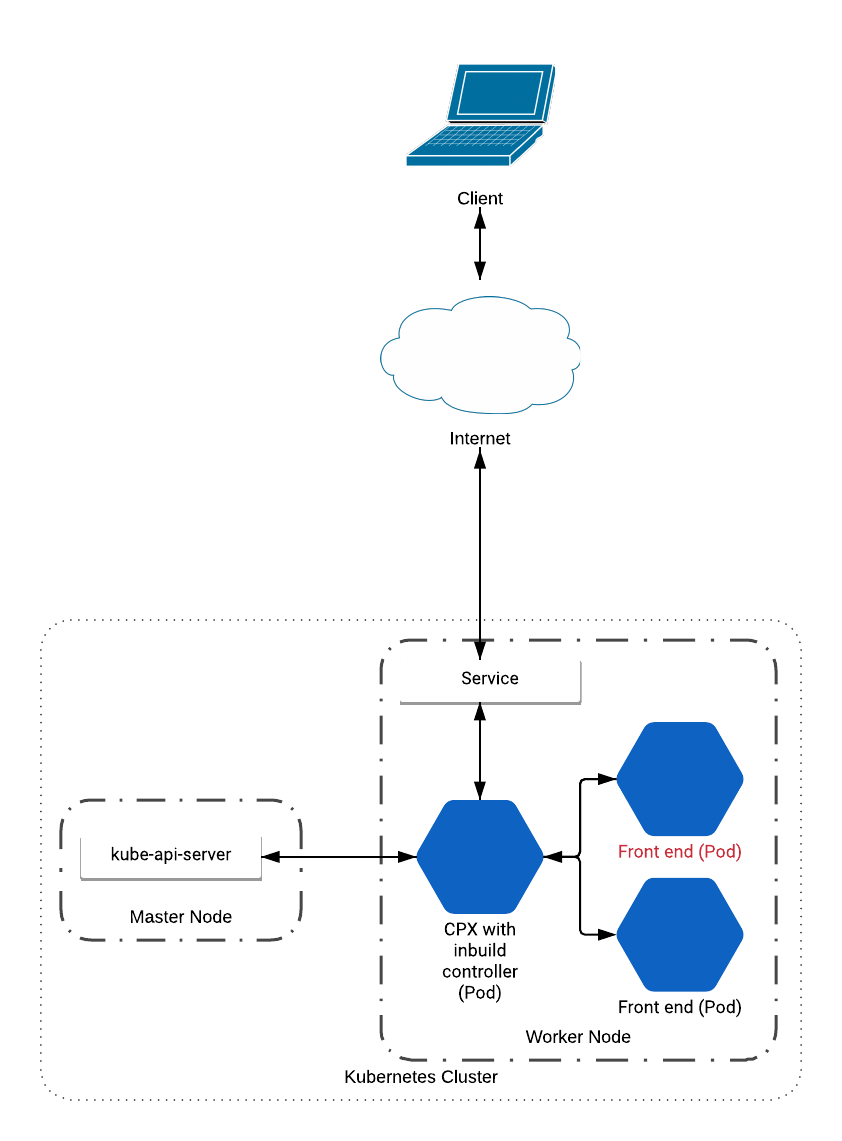 Client
Internet
Service
kube-api-server
Master Node
CPX with
inbuild
controller
(Pod)
Front end (Pod)
Front end (Pod)
Worker Node
Kubernetes Cluster